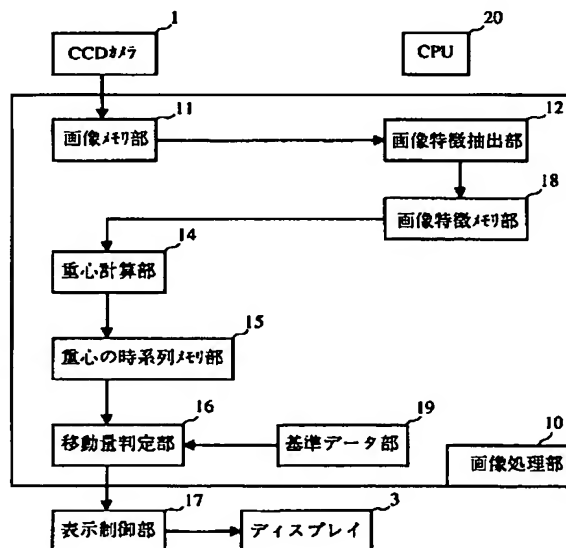 1
20
CCDカメラ
CPU
11
12
画像メモリ部
画像特徴抽出部
18
画像特徴メモリ部
14
重心計算部
15
重心の時系列メモリ部
16
19
移動量判定部
基準データ部
10
画像処理部
17
3
表示制御部
ディスプレイ